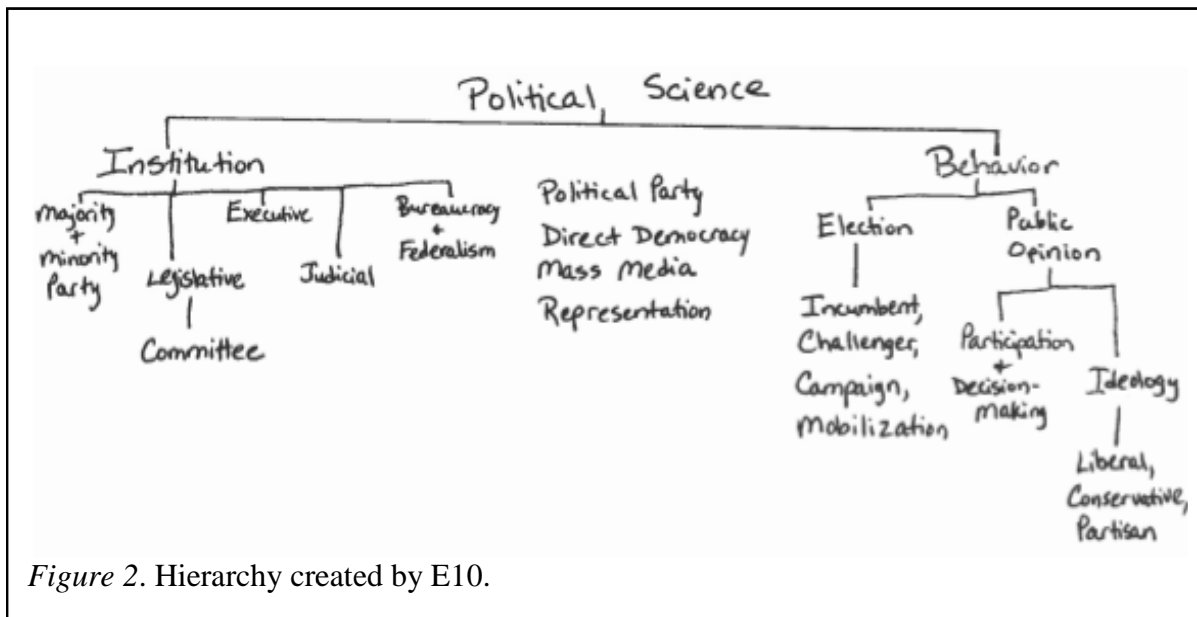 Political Science
Institution
Behavior
Majority
+
Minority
Party
Legislative
Committee
Executive
Judicial
Bureaucracy
+
Federalism
Political Party
Direct Democracy
Mass Media
Representation
Election
Incumbent,
Challenger,
Campaign,
Mobilization
Public
Opinion
Participation
+
Decision-
making
Ideology
Liberal,
Conservative,
Partisan
Figure 2. Hierarchy created by E10.